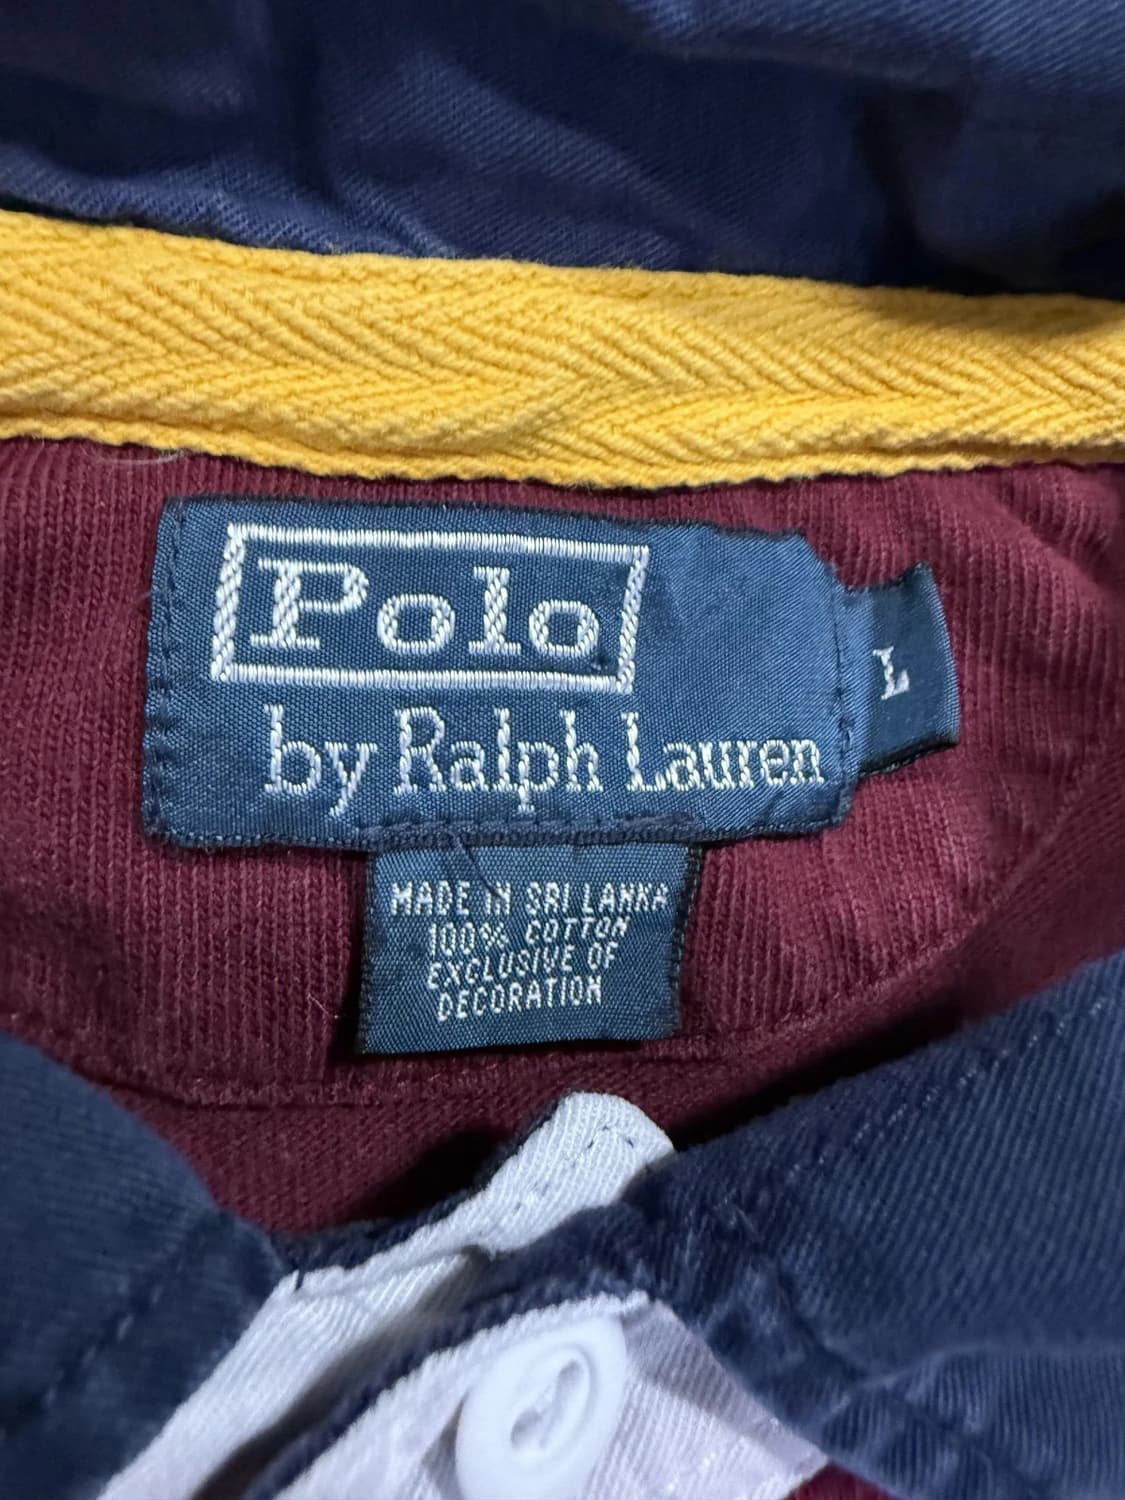 Polo
by Ralph Lauren
L
MADE IN SRI LANKA
100% COTTON
EXCLUSIVE OF
DECORATION